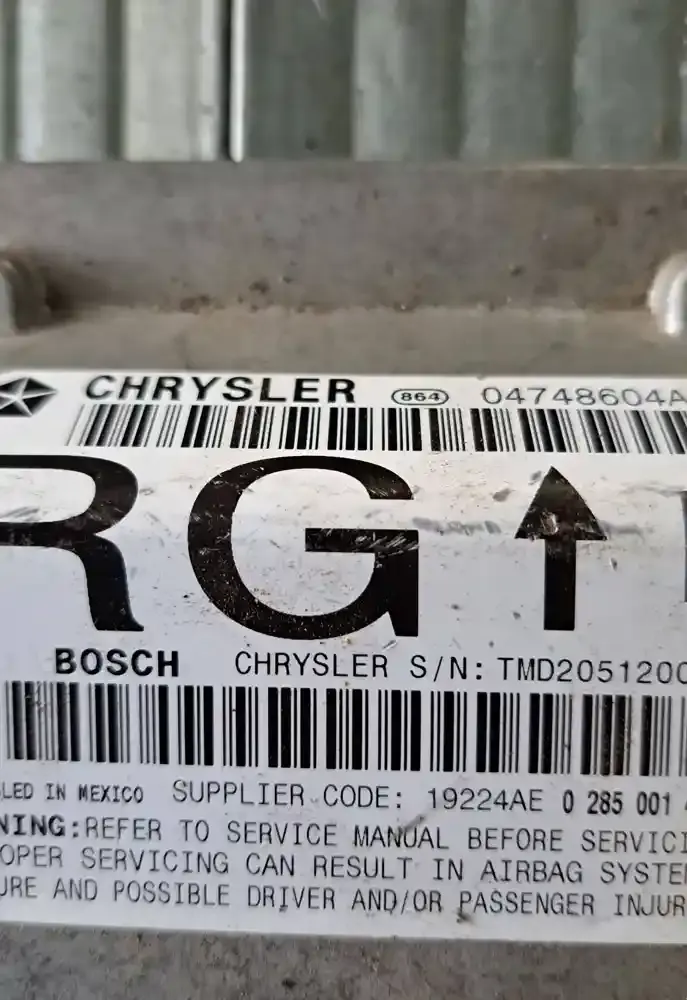 CHRYSLER 864 04748604A
RG↑
BOSCH CHRYSLER S/N: TMD205120
LED IN MEXICO SUPPLIER CODE: 19224AE 0 285 001
NING: REFER TO SERVICE MANUAL BEFORE SERVICI
OPER SERVICING CAN RESULT IN AIRBAG SYSTE
URE AND POSSIBLE DRIVER AND/OR PASSENGER INJUR